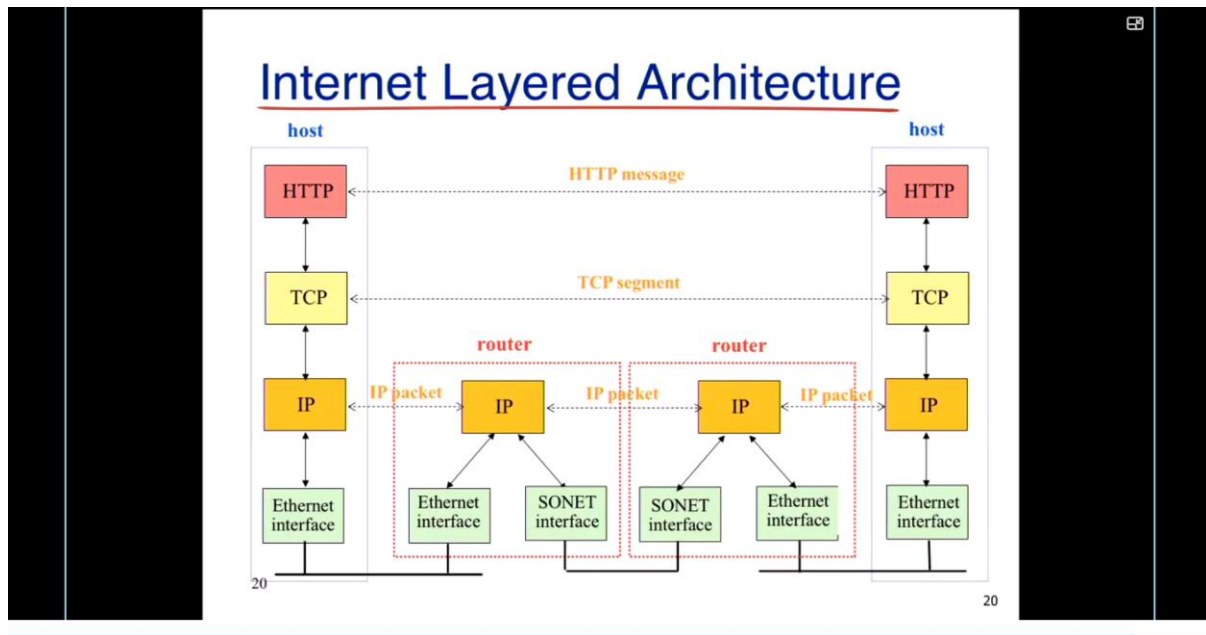 Internet Layered Architecture
host
host
HTTP
HTTP message
HTTP
TCP
TCP segment
TCP
router
router
IP
IP packet
IP
IP packet
IP
IP packet
IP
Ethernet
interface
Ethernet
interface
SONET
interface
SONET
interface
Ethernet
interface
Ethernet
interface
20
20